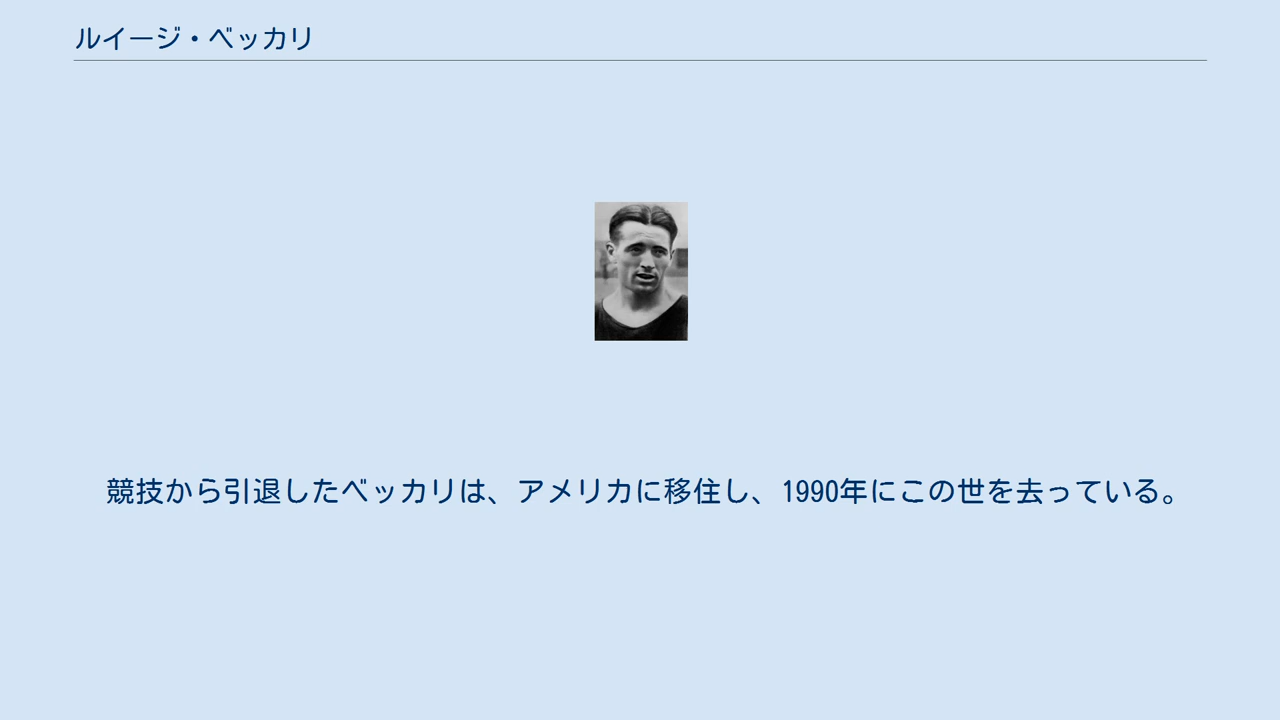 ルイージ・ベッカリ
競技から引退したベッカリは、アメリカに移住し、1990年にこの世を去っている。